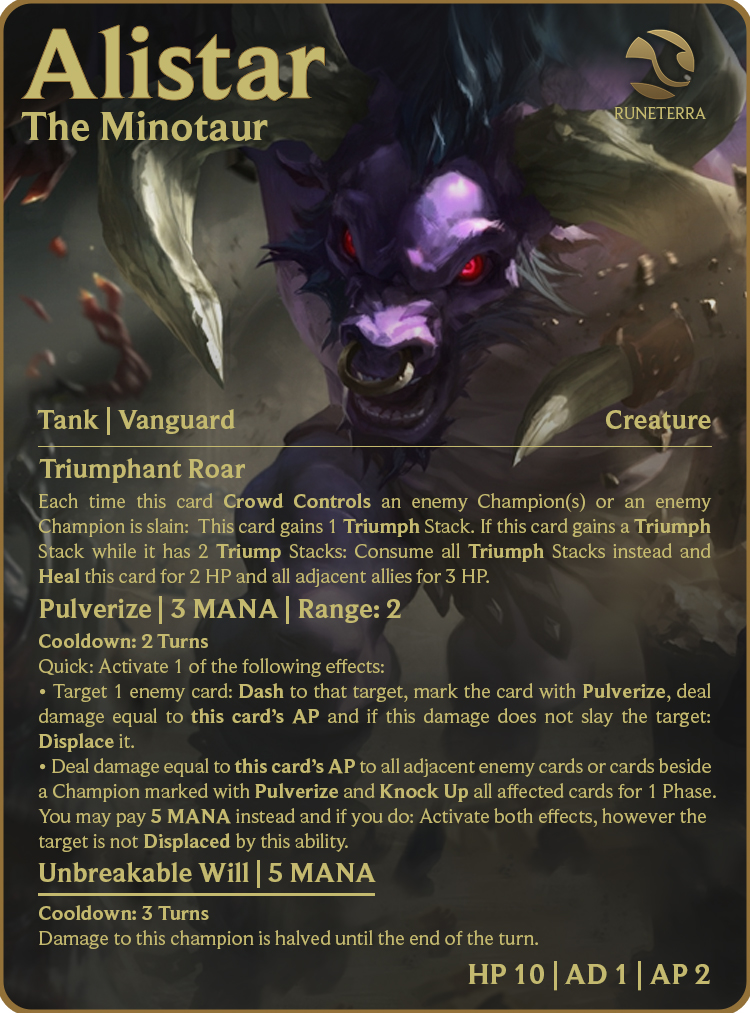 Alistar
The Minotaur
RUNETERRA
Tank | Vanguard
Creature
Triumphant Roar
Each time this card Crowd Controls an enemy Champion(s) or an enemy
Champion is slain: This card gains 1 Triumph Stack. If this card gains a Triumph
Stack while it has 2 Triump Stacks: Consume all Triumph Stacks instead and
Heal this card for 2 HP and all adjacent allies for 3 HP.
Pulverize | 3 MANA | Range: 2
Cooldown: 2 Turns
Quick: Activate 1 of the following effects:
• Target 1 enemy card: Dash to that target, mark the card with Pulverize, deal
damage equal to this card's AP and if this damage does not slay the target:
Displace it.
• Deal damage equal to this card's AP to all adjacent enemy cards or cards beside
a Champion marked with Pulverize and Knock Up all affected cards for 1 Phase.
You may pay 5 MANA instead and if you do: Activate both effects, however the
target is not Displaced by this ability.
Unbreakable Will | 5 MANA
Cooldown: 3 Turns
Damage to this champion is halved until the end of the turn.
HP 10 | AD 1 | AP 2